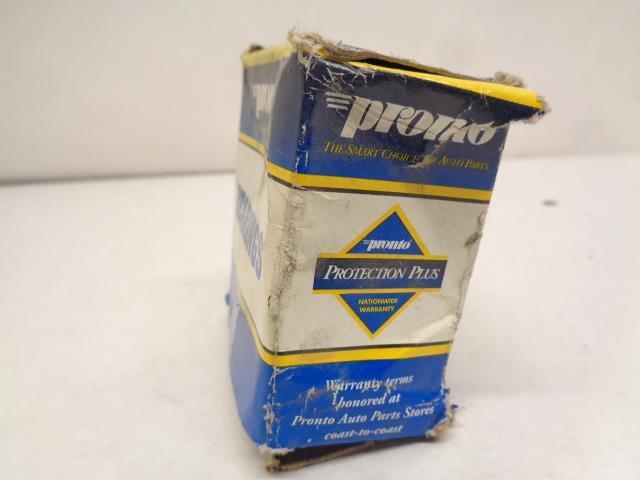 pronto
THE SMART CHOICE FOR AUTO PARTS
pronto
PROTECTION PLUS
NATIONWIDE
WARRANTY
Warranty terms
honored at
Pronto Auto Parts Stores
coast-to-coast